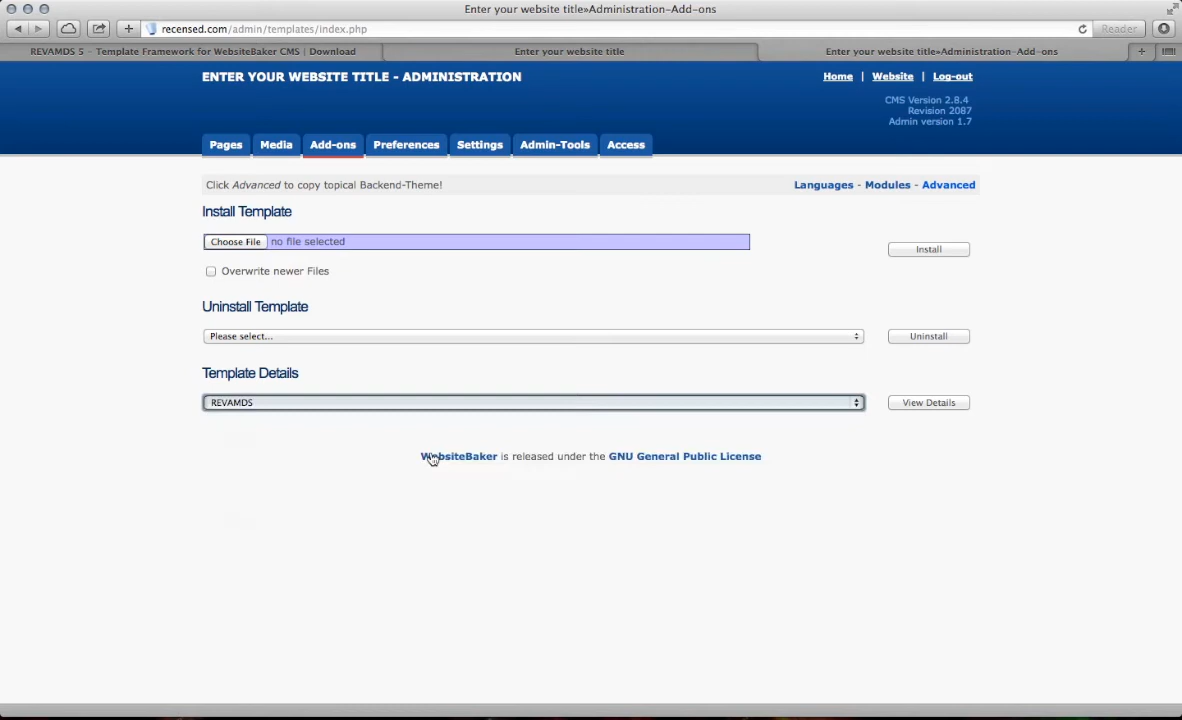 Enter your website title»Administration-Add-ons
recensed.com/admin/templates/index.php
Reader
REVAMDS 5 - Template Framework for WebsiteBaker CMS | Download
Enter your website title
Enter your website title»Administration-Add-ons
ENTER YOUR WEBSITE TITLE - ADMINISTRATION
Home | Website | Log-out
CMS Version 2.8.4
Revision 2087
Admin version 1.7
Pages Media Add-ons Preferences Settings Admin-Tools Access
Click Advanced to copy topical Backend-Theme!
Languages - Modules - Advanced
Install Template
Choose File no file selected
Install
Overwrite newer Files
Uninstall Template
Please select...
Uninstall
Template Details
REVAMDS
View Details
WebsiteBaker is released under the GNU General Public License